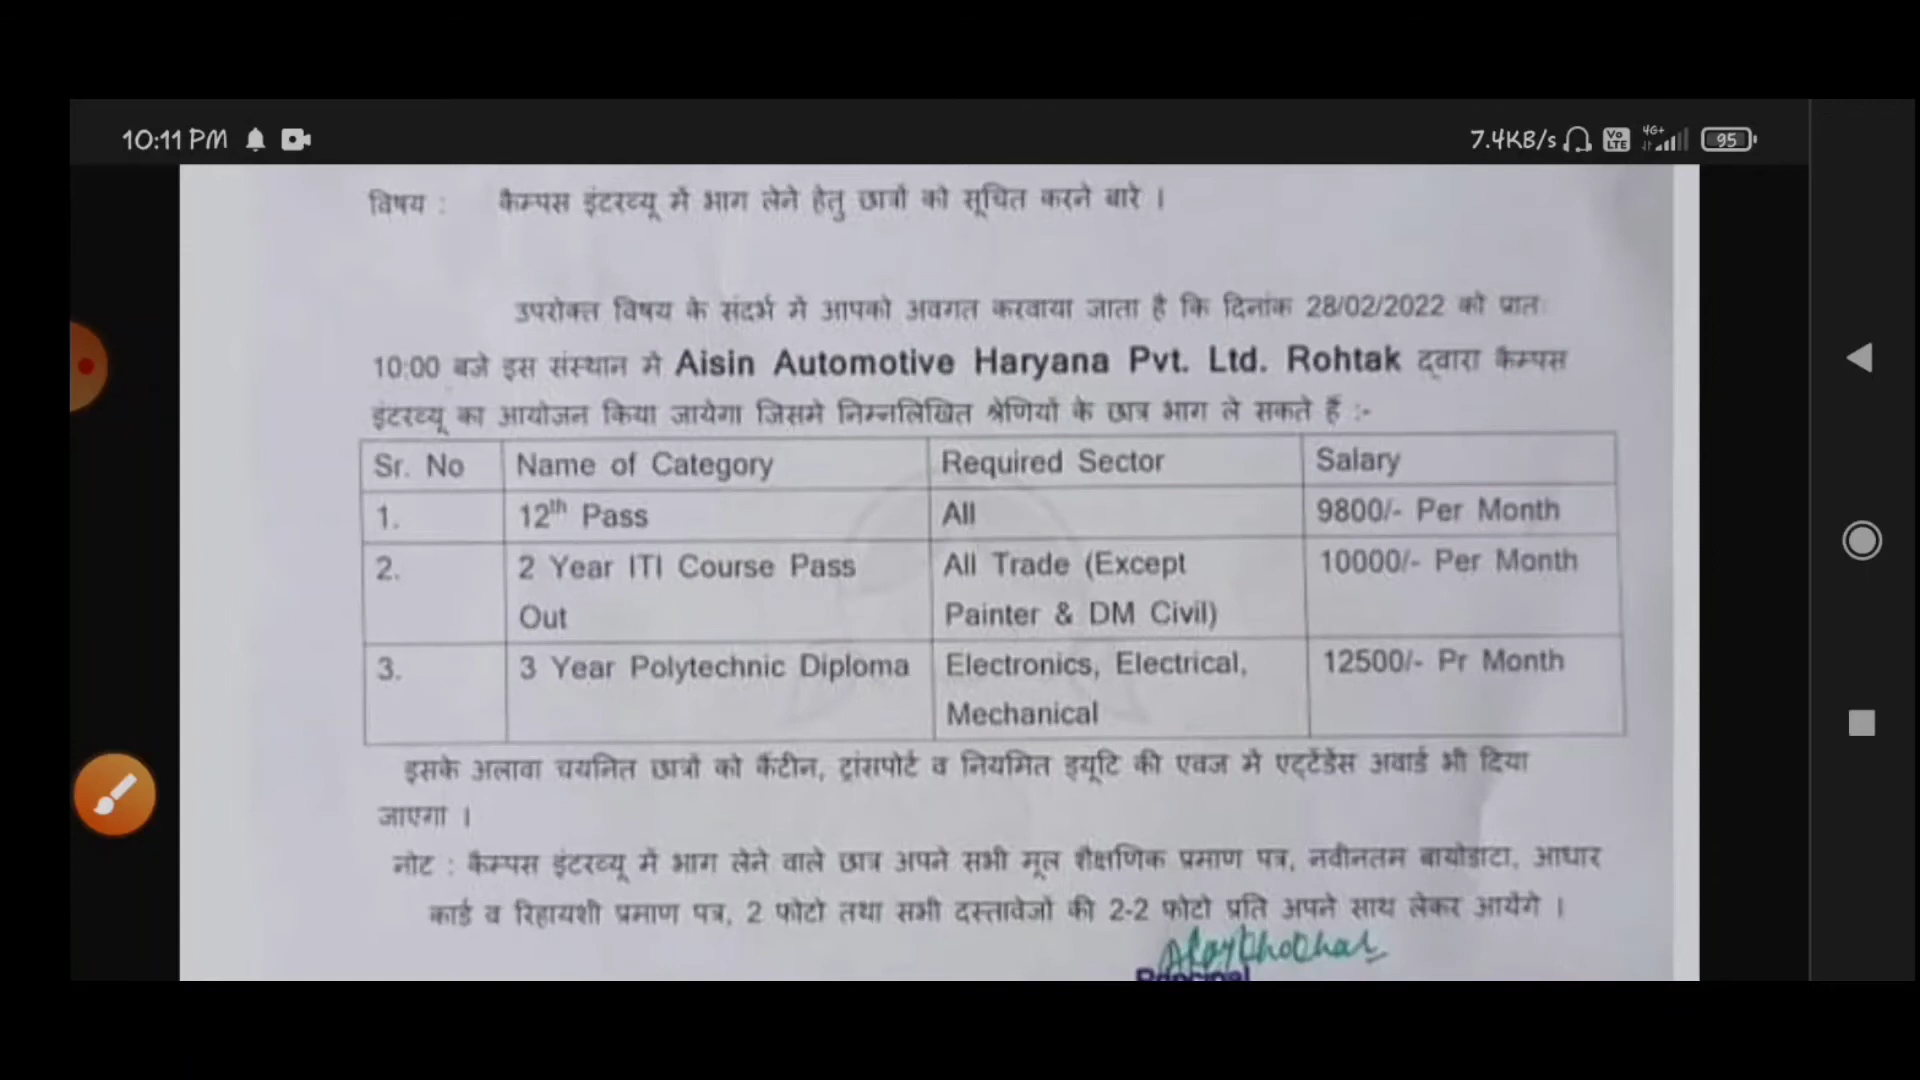 10:11 PM
7.4KB/s
Vo LTE
4G+
95
विषय : कैम्पस इंटरव्यू में भाग लेने हेतु छात्रों को सूचित करने बारे ।
उपरोक्त विषय के संदर्भ मे आपको अवगत करवाया जाता है कि दिनांक 28/02/2022 को प्रात:
10:00 बजे इस संस्थान मे Aisin Automotive Haryana Pvt. Ltd. Rohtak द्वारा कैम्पस
इंटरव्यू का आयोजन किया जायेगा जिसमे निम्नलिखित श्रेणियों के छात्र भाग ले सकते हैं :-
Sr. No Name of Category Required Sector Salary
1. 12th Pass All 9800/- Per Month
2. 2 Year ITI Course Pass Out All Trade (Except Painter & DM Civil) 10000/- Per Month
3. 3 Year Polytechnic Diploma Electronics, Electrical, Mechanical 12500/- Pr Month
इसके अलावा चयनित छात्रों को कैंटीन, ट्रांसपोर्ट व नियमित ड्यूटि की एवज मे एट्टेंडेंस अवार्ड भी दिया
जाएगा ।
नोट : कैम्पस इंटरव्यू में भाग लेने वाले छात्र अपने सभी मूल शैक्षणिक प्रमाण पत्र, नवीनतम बायोडाटा, आधार
कार्ड व रिहायशी प्रमाण पत्र, 2 फोटो तथा सभी दस्तावेजों की 2-2 फोटो प्रति अपने साथ लेकर आयेंगे ।
Principal